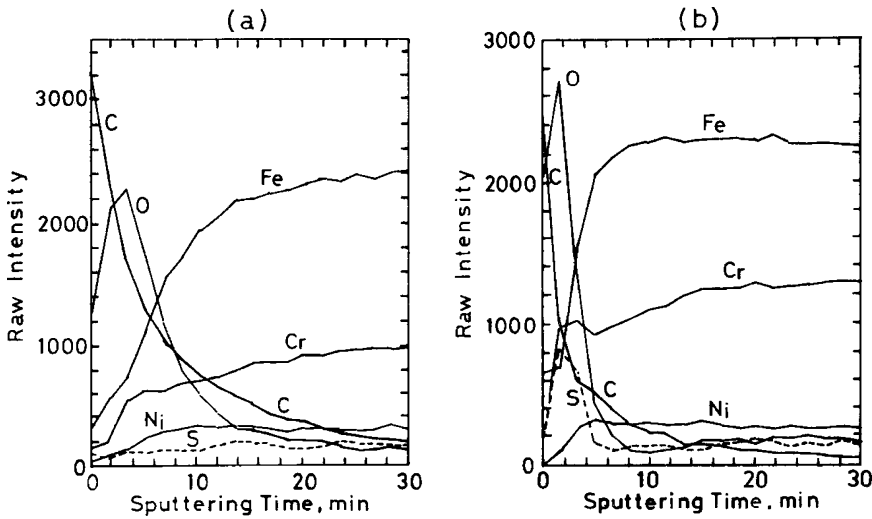 (a)
Raw Intensity
3000
2000
1000
0
C
O
Fe
Cr
C
Ni
S
0 10 20 30
Sputtering Time, min
(b)
Raw Intensity
3000
2000
1000
0
O
C
Fe
Cr
C
S
Ni
0 10 20 30
Sputtering Time, min